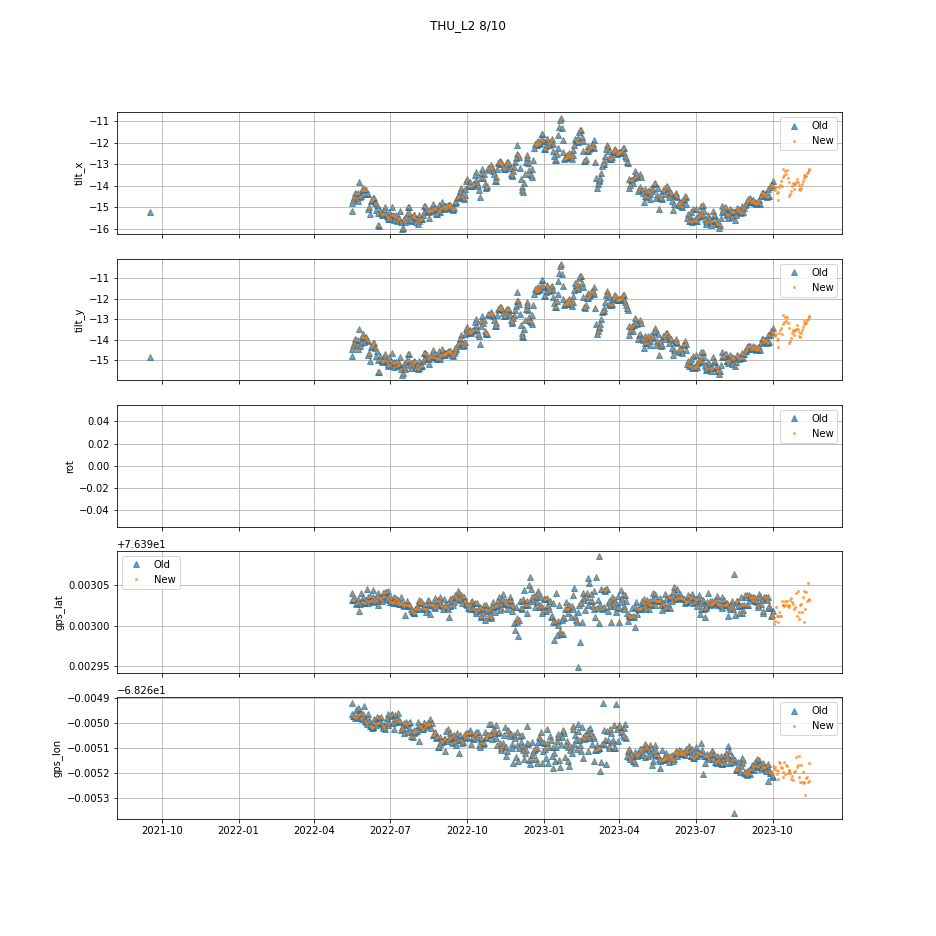 THU_L2 8/10
−11
−12
−13
−14
−15
−16
tilt_x
Old
New
−11
−12
−13
−14
−15
tilt_y
Old
New
0.04
0.02
0.00
−0.02
−0.04
rot
Old
New
+7.639e1
0.00305
0.00300
0.00295
gps_lat
Old
New
−6.826e1
−0.0049
−0.0050
−0.0051
−0.0052
−0.0053
gps_lon
Old
New
2021-10 2022-01 2022-04 2022-07 2022-10 2023-01 2023-04 2023-07 2023-10